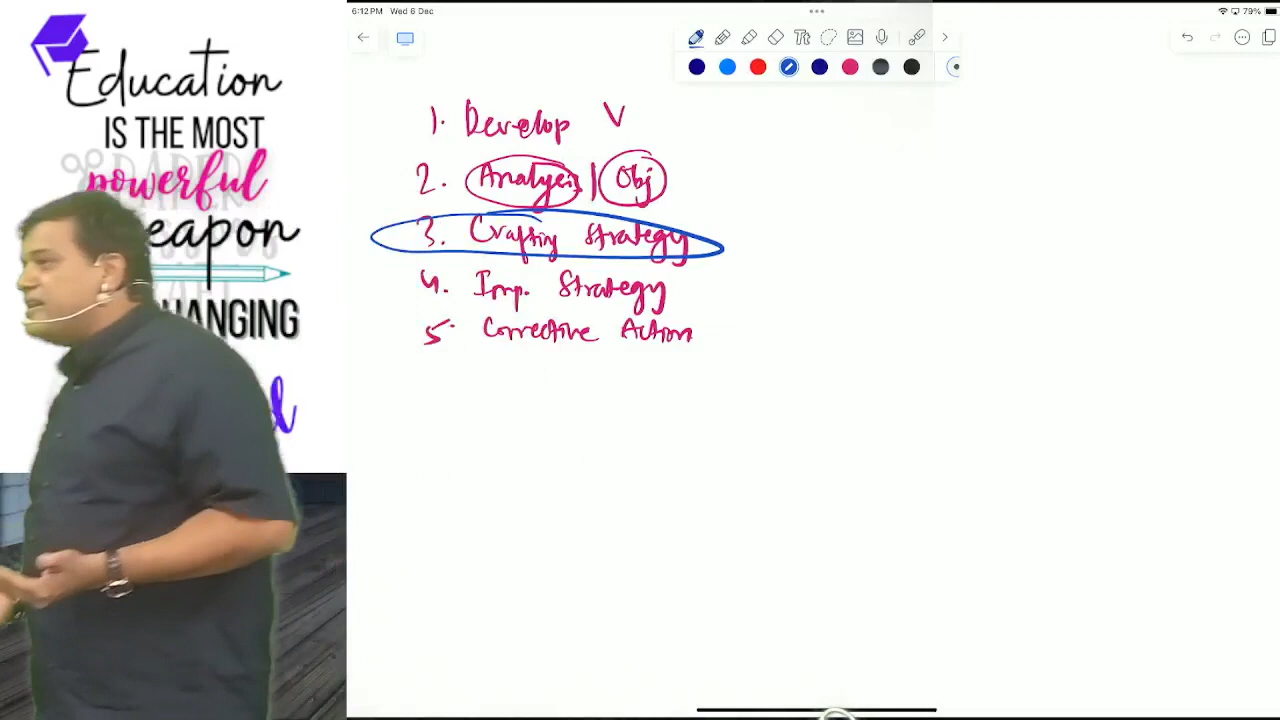 6:12 PM Wed 6 Dec
79%
Education
IS THE MOST
powerful
eapon
HANGING
1. Develop V
2. Analysis | Obj
3. Crafting Strategy
4. Imp. Strategy
5. Corrective Action